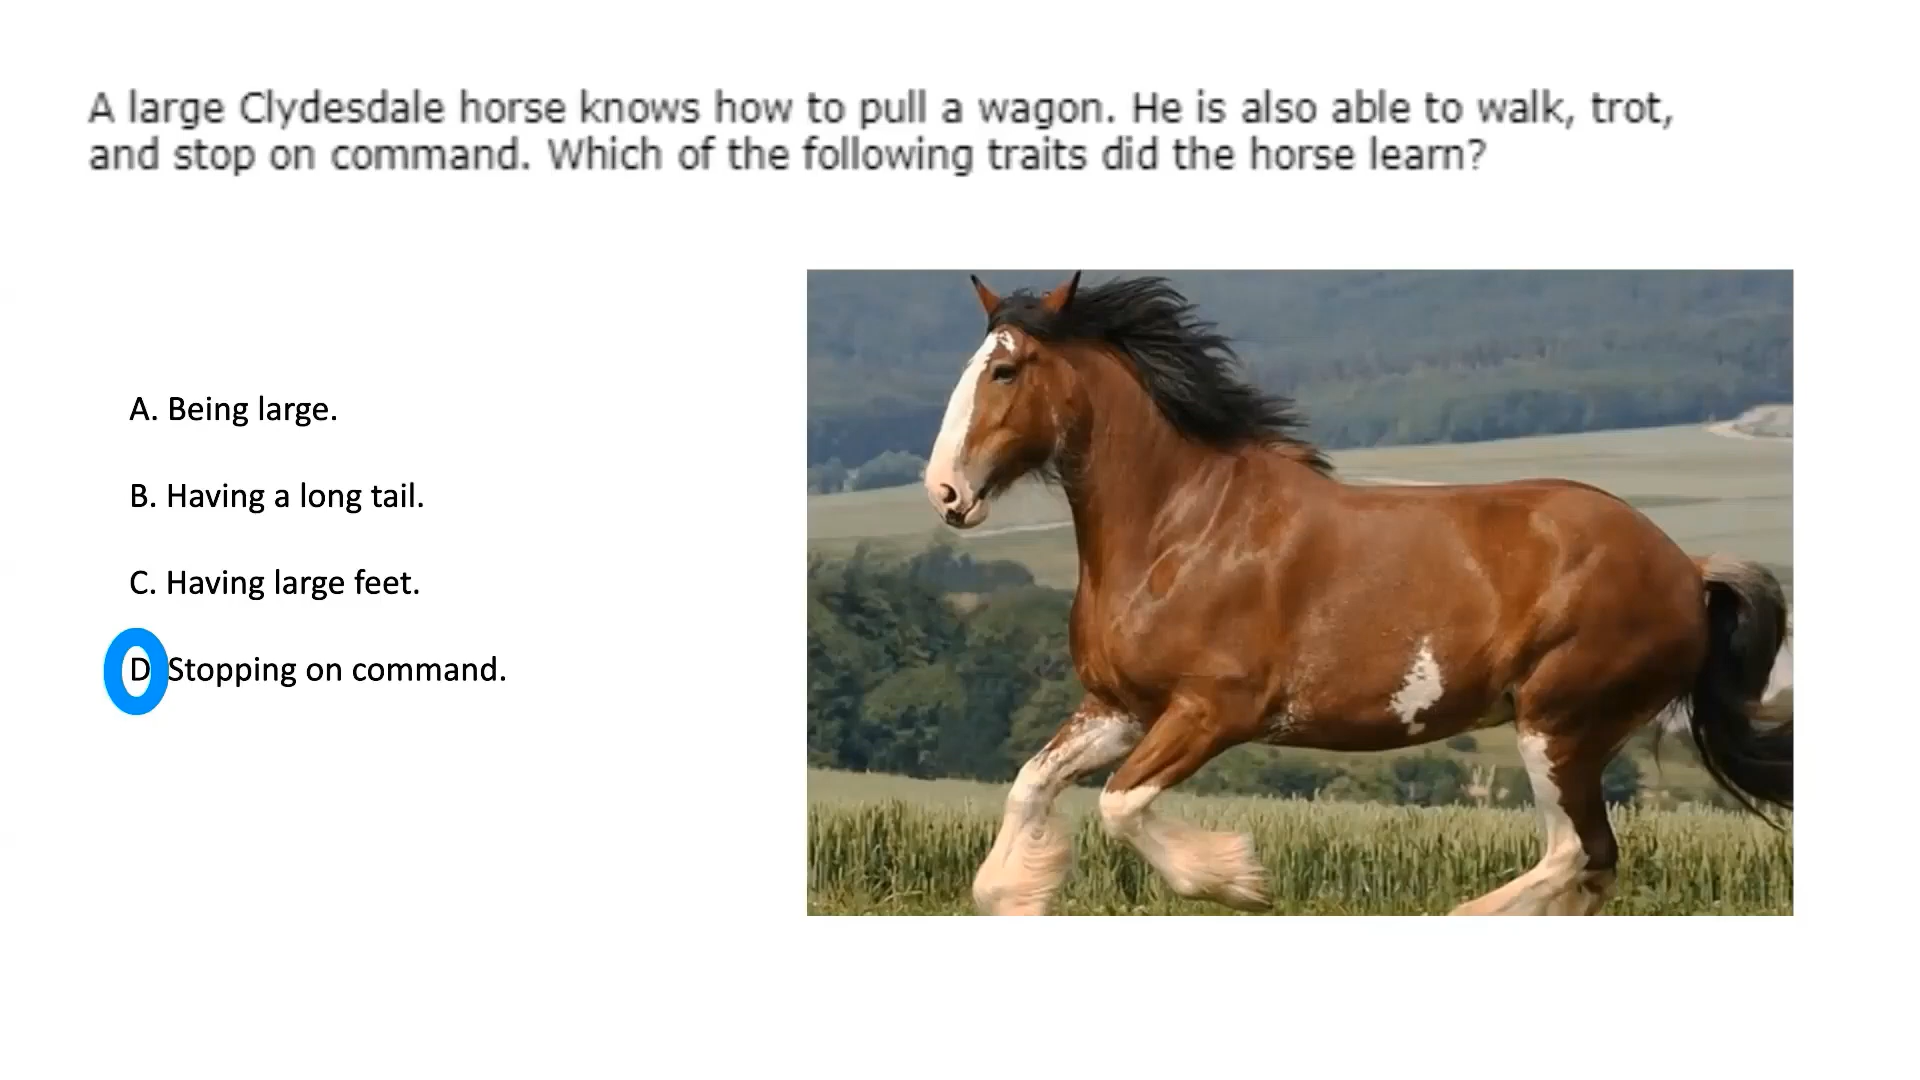 A large Clydesdale horse knows how to pull a wagon. He is also able to walk, trot,
and stop on command. Which of the following traits did the horse learn?
A. Being large.
B. Having a long tail.
C. Having large feet.
D Stopping on command.